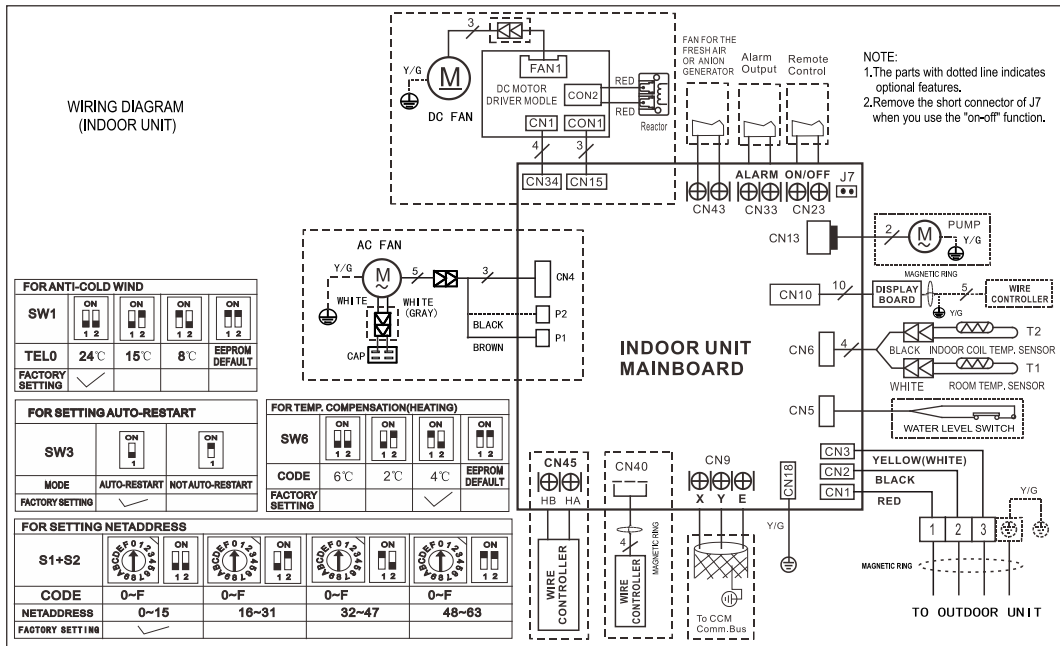 WIRING DIAGRAM
(INDOOR UNIT)
3
Y/G
M
DC FAN
FAN1
DC MOTOR
DRIVER MODLE
CON2
CN1
CON1
RED
RED
Reactor
4
3
CN34
CN15
FAN FOR THE
FRESH AIR
OR ANION
GENERATOR
Alarm
Output
Remote
Control
NOTE:
1.The parts with dotted line indicates
optional features.
2.Remove the short connector of J7
when you use the "on-off" function.
ALARM
ON/OFF
J7
CN43
CN33
CN23
AC FAN
Y/G
M
5
3
CN4
WHITE
WHITE
(GRAY)
BLACK
P2
BROWN
P1
CAP
INDOOR UNIT
MAINBOARD
CN13
2
M
PUMP
Y/G
CN10
10
MAGNETIC RING
DISPLAY
BOARD
5
Y/G
WIRE
CONTROLLER
CN6
4
T2
BLACK
INDOOR COIL TEMP. SENSOR
T1
WHITE
ROOM TEMP. SENSOR
CN5
WATER LEVEL SWITCH
CN3
YELLOW(WHITE)
CN2
BLACK
CN1
RED
Y/G
1
2
3
MAGNETIC RING
TO OUTDOOR UNIT
CN18
Y/G
CN45
HB HA
WIRE
CONTROLLER
CN40
4
MAGNETIC RING
WIRE
CONTROLLER
CN9
X Y E
To CCM
Comm.Bus
FOR ANTI-COLD WIND
SW1
ON ON ON ON
1 2 1 2 1 2 1 2
TEL0 24℃ 15℃ 8℃ EEPROM
DEFAULT
FACTORY
SETTING
FOR SETTING AUTO-RESTART
SW3
ON ON
1 1
MODE AUTO-RESTART NOT AUTO-RESTART
FACTORY SETTING
FOR TEMP. COMPENSATION(HEATING)
SW6
ON ON ON ON
1 2 1 2 1 2 1 2
CODE 6℃ 2℃ 4℃ EEPROM
DEFAULT
FACTORY
SETTING
FOR SETTING NETADDRESS
S1+S2
0123456789ABCDEF ON 1 2
0123456789ABCDEF ON 1 2
0123456789ABCDEF ON 1 2
0123456789ABCDEF ON 1 2
CODE 0~F 0~F 0~F 0~F
NETADDRESS 0~15 16~31 32~47 48~63
FACTORY SETTING